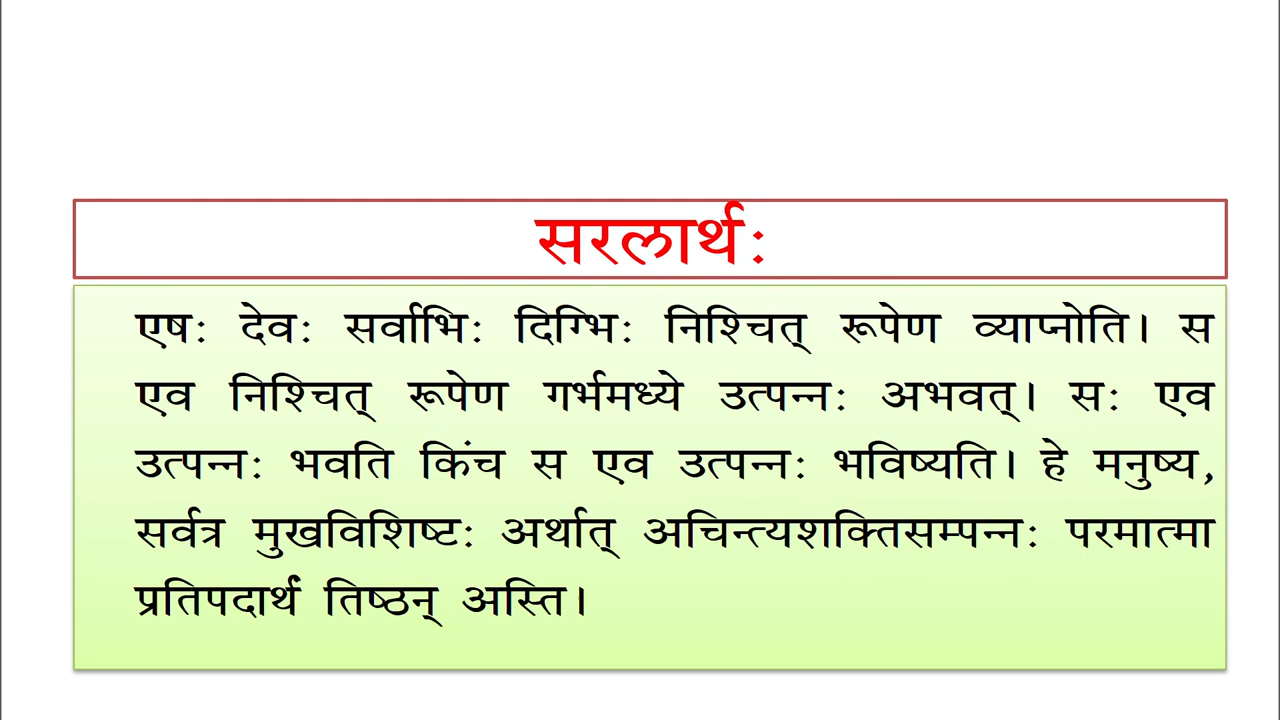 सरलार्थः
एषः देवः सर्वाभिः दिग्भिः निश्चित् रूपेण व्याप्नोति। स
एव निश्चित् रूपेण गर्भमध्ये उत्पन्नः अभवत्। सः एव
उत्पन्नः भवति किंच स एव उत्पन्नः भविष्यति। हे मनुष्य,
सर्वत्र मुखविशिष्टः अर्थात् अचिन्त्यशक्तिसम्पन्नः परमात्मा
प्रतिपदार्थं तिष्ठन् अस्ति।